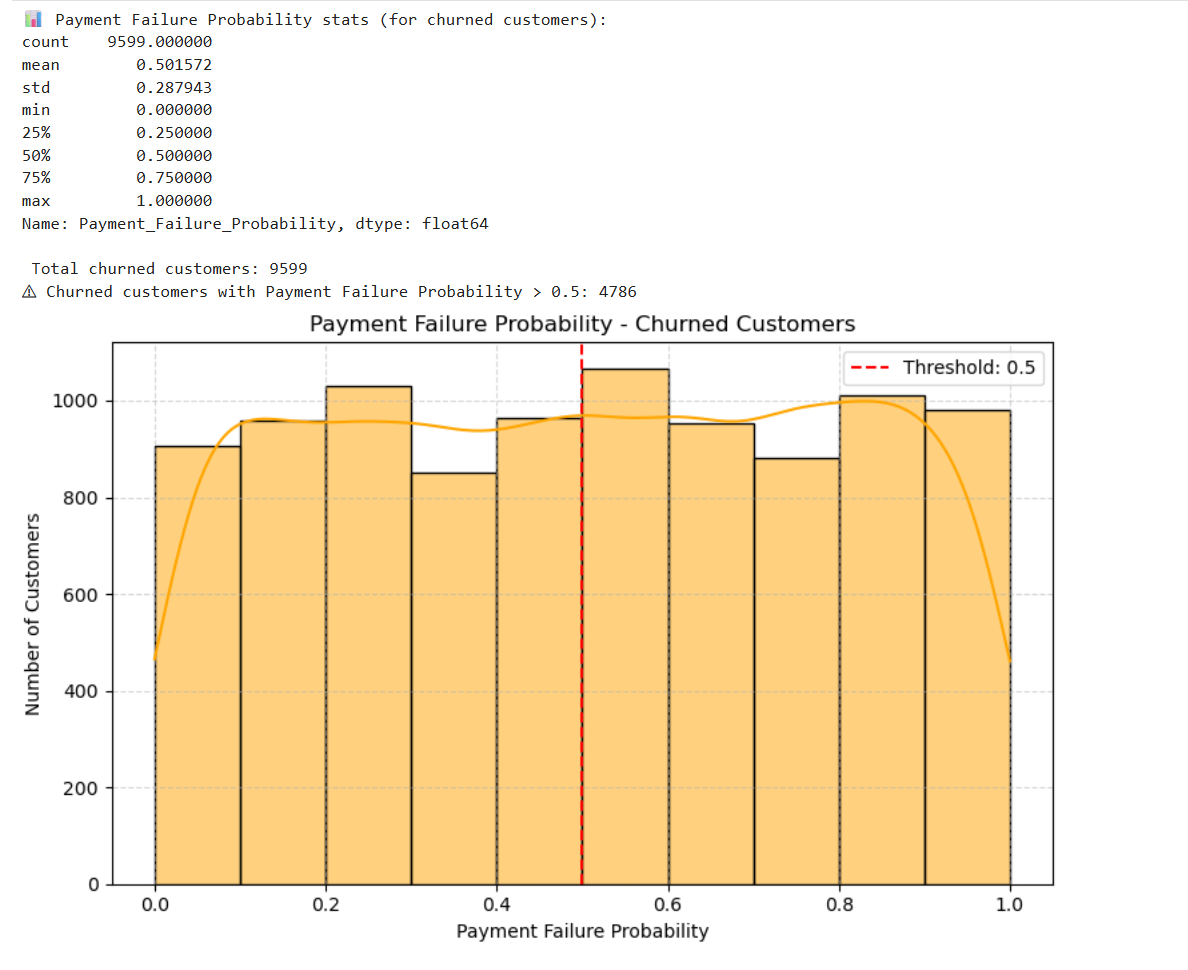 📊 Payment Failure Probability stats (for churned customers):
count    9599.000000
mean        0.501572
std         0.287943
min         0.000000
25%         0.250000
50%         0.500000
75%         0.750000
max         1.000000
Name: Payment_Failure_Probability, dtype: float64
Total churned customers: 9599
⚠ Churned customers with Payment Failure Probability > 0.5: 4786
Payment Failure Probability - Churned Customers
Threshold: 0.5
Number of Customers
1000
800
600
400
200
0
0.0 0.2 0.4 0.6 0.8 1.0
Payment Failure Probability